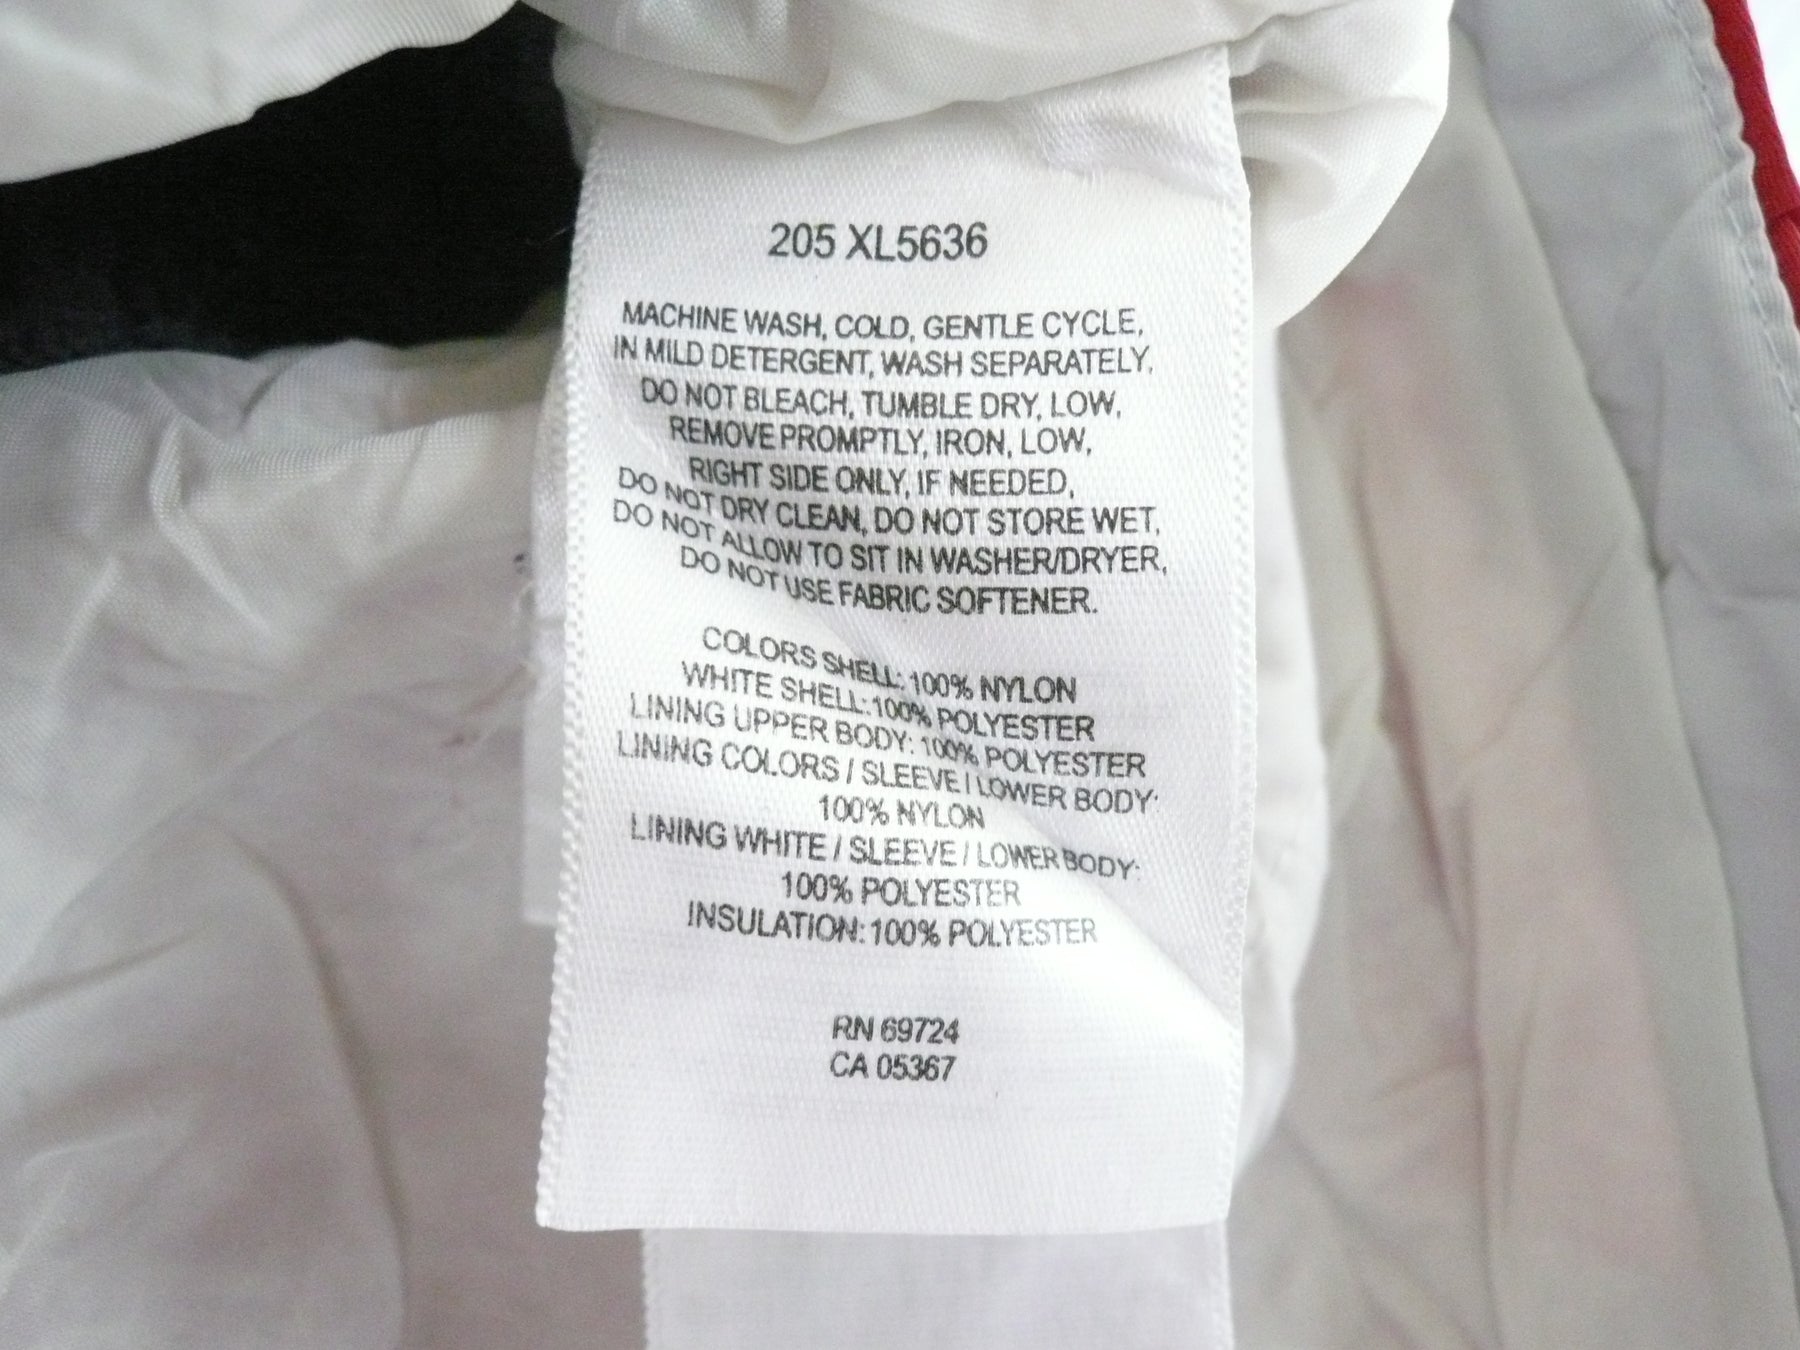 205 XL5636
MACHINE WASH, COLD, GENTLE CYCLE,
IN MILD DETERGENT, WASH SEPARATELY,
DO NOT BLEACH, TUMBLE DRY, LOW,
REMOVE PROMPTLY, IRON, LOW,
RIGHT SIDE ONLY, IF NEEDED,
DO NOT DRY CLEAN, DO NOT STORE WET,
DO NOT ALLOW TO SIT IN WASHER/DRYER,
DO NOT USE FABRIC SOFTENER.
COLORS SHELL: 100% NYLON
WHITE SHELL: 100% POLYESTER
LINING UPPER BODY: 100% POLYESTER
LINING COLORS / SLEEVE / LOWER BODY:
100% NYLON
LINING WHITE / SLEEVE / LOWER BODY:
100% POLYESTER
INSULATION: 100% POLYESTER
RN 69724
CA 05367